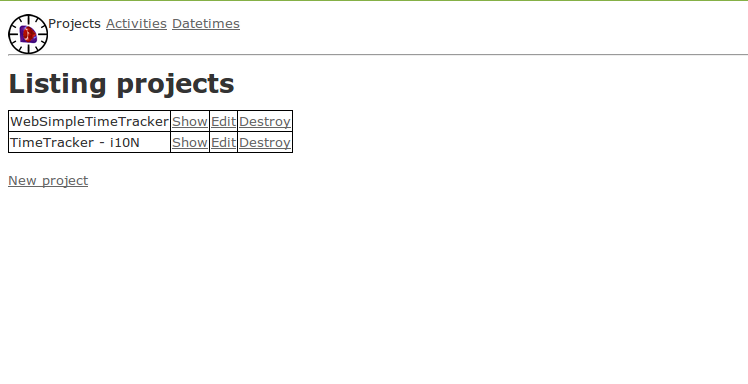 Projects Activities Datetimes
Listing projects
WebSimpleTimeTracker Show Edit Destroy
TimeTracker - i10N Show Edit Destroy
New project